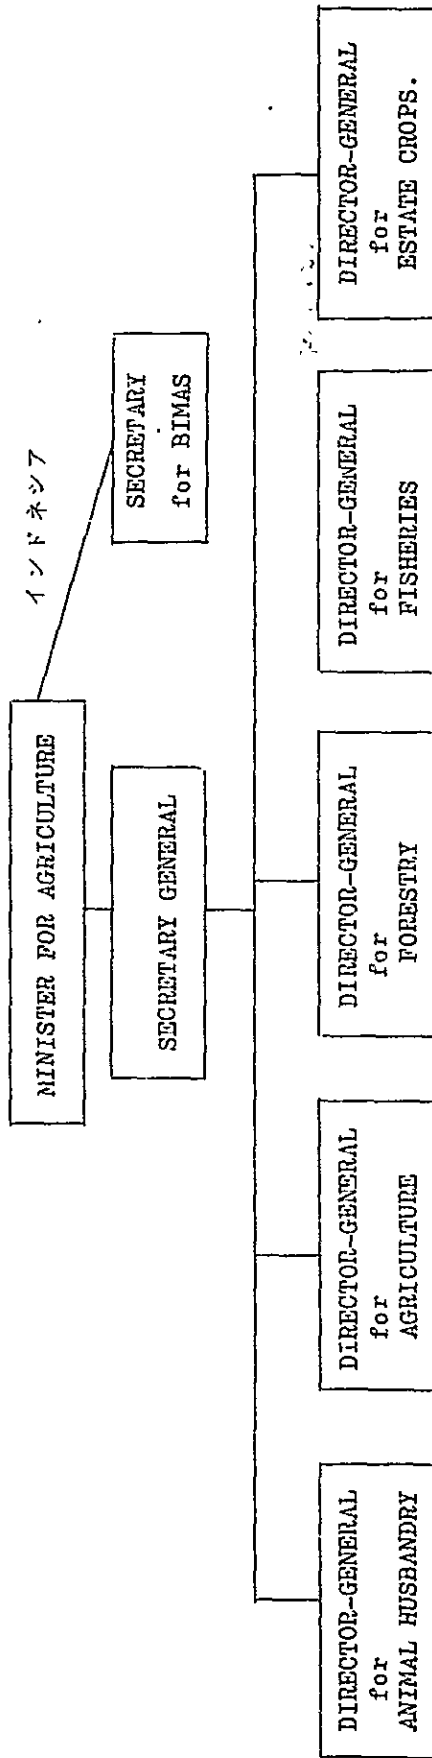 インドネシア
MINISTER FOR AGRICULTURE
SECRETARY
for BIMAS
SECRETARY GENERAL
DIRECTOR-GENERAL
for
ANIMAL HUSBANDRY
DIRECTOR-GENERAL
for
AGRICULTURE
DIRECTOR-GENERAL
for
FORESTRY
DIRECTOR-GENERAL
for
FISHERIES
DIRECTOR-GENERAL
for
ESTATE CROPS.